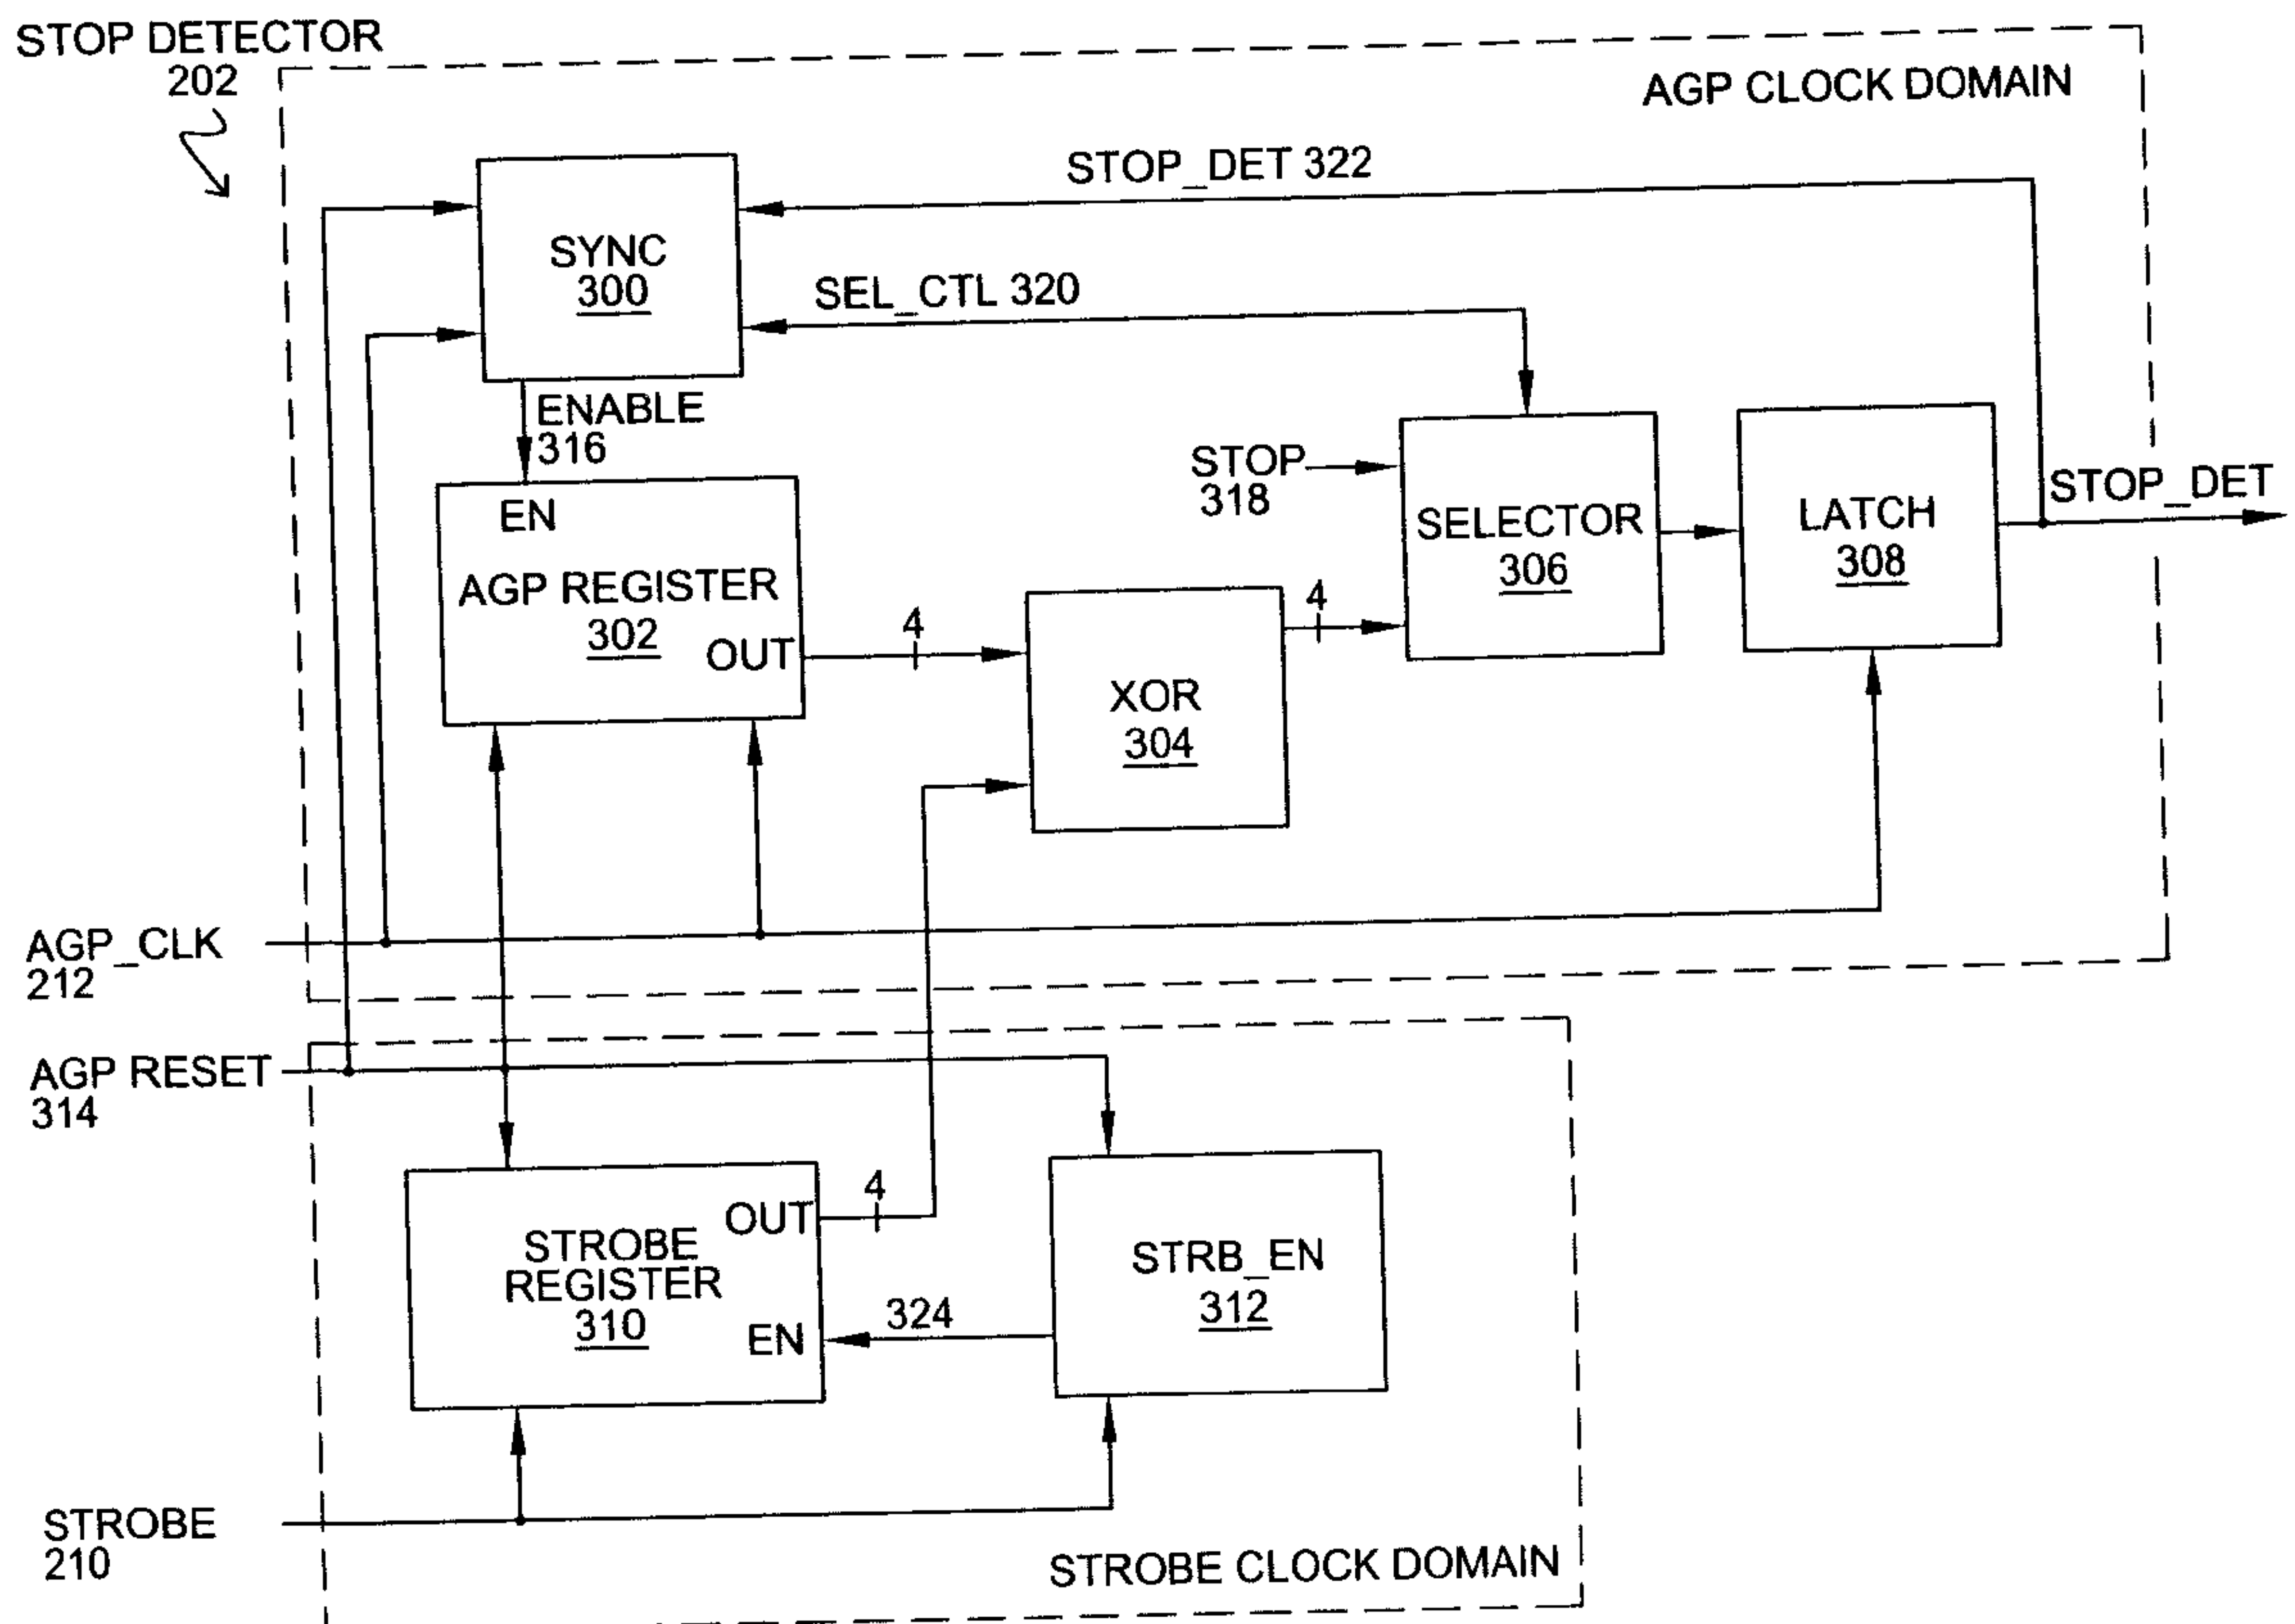 STOP DETECTOR
202
AGP CLOCK DOMAIN
STOP_DET 322
SYNC
300
SEL_CTL 320
ENABLE
316
STOP
318
SELECTOR
306
LATCH
308
STOP_DET
EN
AGP REGISTER
302
OUT
4
4
XOR
304
AGP_CLK
212
AGP RESET
314
OUT
4
STROBE
REGISTER
310
EN
324
STRB_EN
312
STROBE
210
STROBE CLOCK DOMAIN